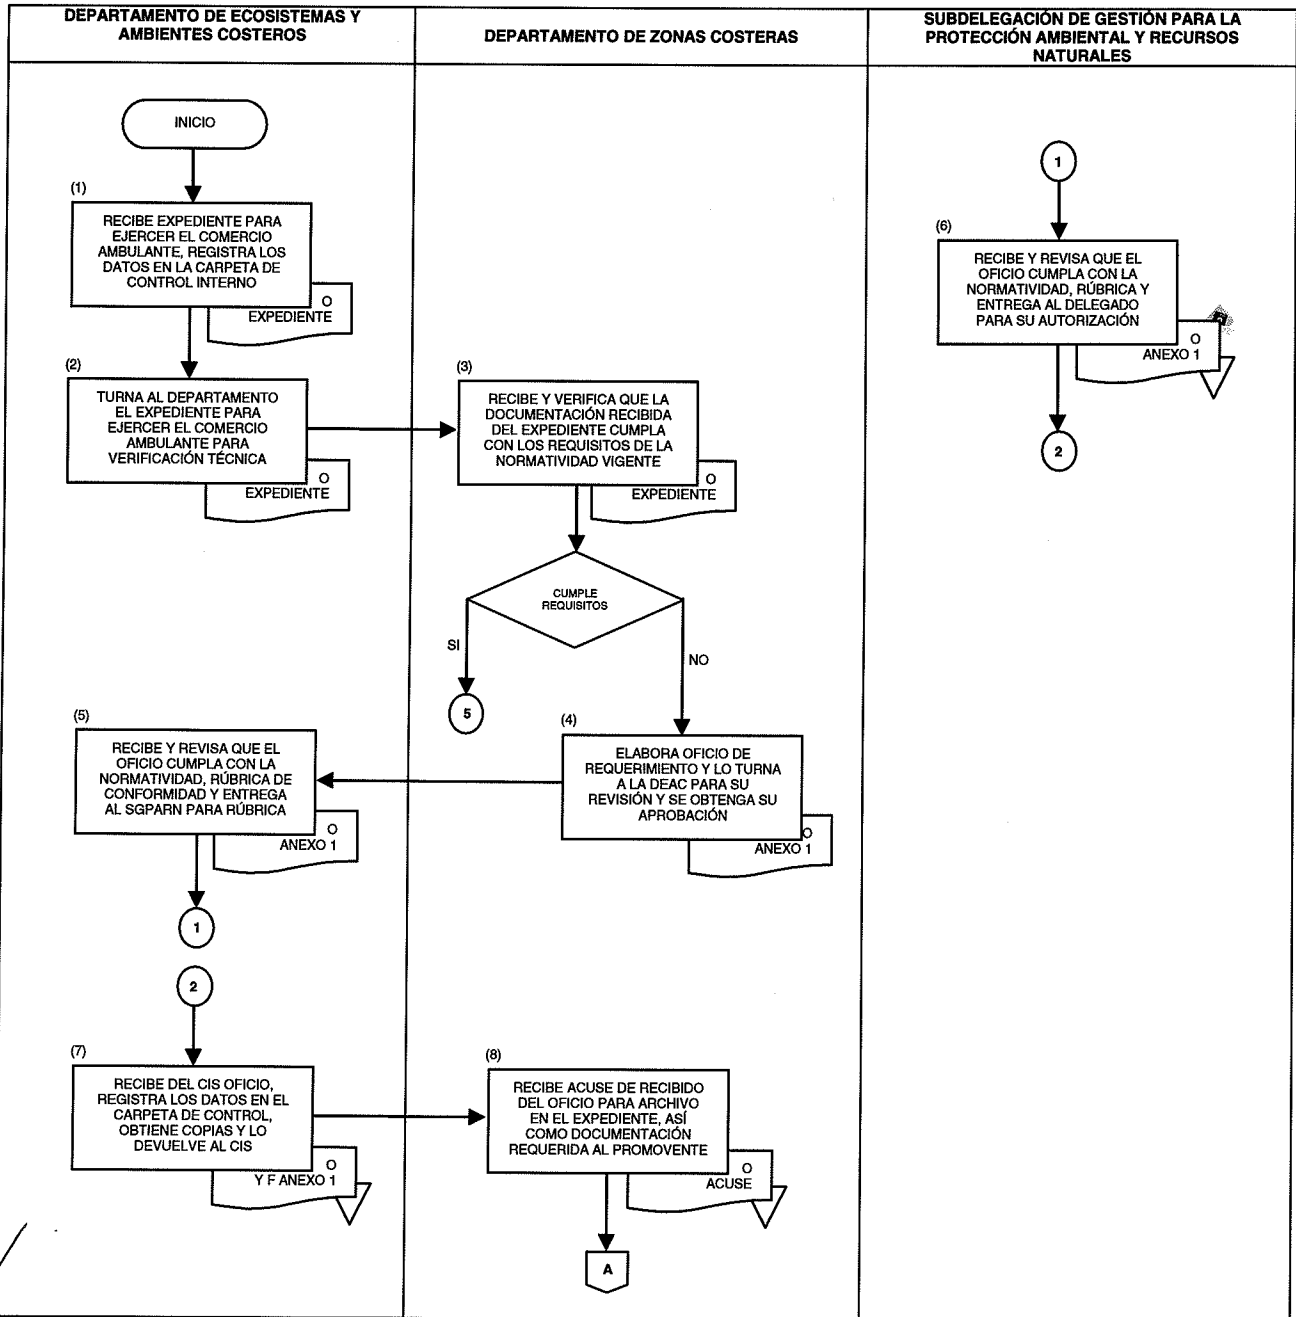 DEPARTAMENTO DE ECOSISTEMAS Y
AMBIENTES COSTEROS
DEPARTAMENTO DE ZONAS COSTERAS
SUBDELEGACIÓN DE GESTIÓN PARA LA
PROTECCIÓN AMBIENTAL Y RECURSOS
NATURALES
INICIO
(1)
RECIBE EXPEDIENTE PARA
EJERCER EL COMERCIO
AMBULANTE, REGISTRA LOS
DATOS EN LA CARPETA DE
CONTROL INTERNO
O
EXPEDIENTE
(2)
TURNA AL DEPARTAMENTO
EL EXPEDIENTE PARA
EJERCER EL COMERCIO
AMBULANTE PARA
VERIFICACIÓN TÉCNICA
O
EXPEDIENTE
(3)
RECIBE Y VERIFICA QUE LA
DOCUMENTACIÓN RECIBIDA
DEL EXPEDIENTE CUMPLA
CON LOS REQUISITOS DE LA
NORMATIVIDAD VIGENTE
O
EXPEDIENTE
CUMPLE
REQUISITOS
SI
NO
5
(4)
ELABORA OFICIO DE
REQUERIMIENTO Y LO TURNA
A LA DEAC PARA SU
REVISIÓN Y SE OBTENGA SU
APROBACIÓN
O
ANEXO 1
(5)
RECIBE Y REVISA QUE EL
OFICIO CUMPLA CON LA
NORMATIVIDAD, RÚBRICA DE
CONFORMIDAD Y ENTREGA
AL SGPARN PARA RÚBRICA
O
ANEXO 1
1
1
(6)
RECIBE Y REVISA QUE EL
OFICIO CUMPLA CON LA
NORMATIVIDAD, RÚBRICA Y
ENTREGA AL DELEGADO
PARA SU AUTORIZACIÓN
O
ANEXO 1
2
2
(7)
RECIBE DEL CIS OFICIO,
REGISTRA LOS DATOS EN EL
CARPETA DE CONTROL,
OBTIENE COPIAS Y LO
DEVUELVE AL CIS
O
Y F ANEXO 1
(8)
RECIBE ACUSE DE RECIBIDO
DEL OFICIO PARA ARCHIVO
EN EL EXPEDIENTE, ASÍ
COMO DOCUMENTACIÓN
REQUERIDA AL PROMOVENTE
O
ACUSE
A